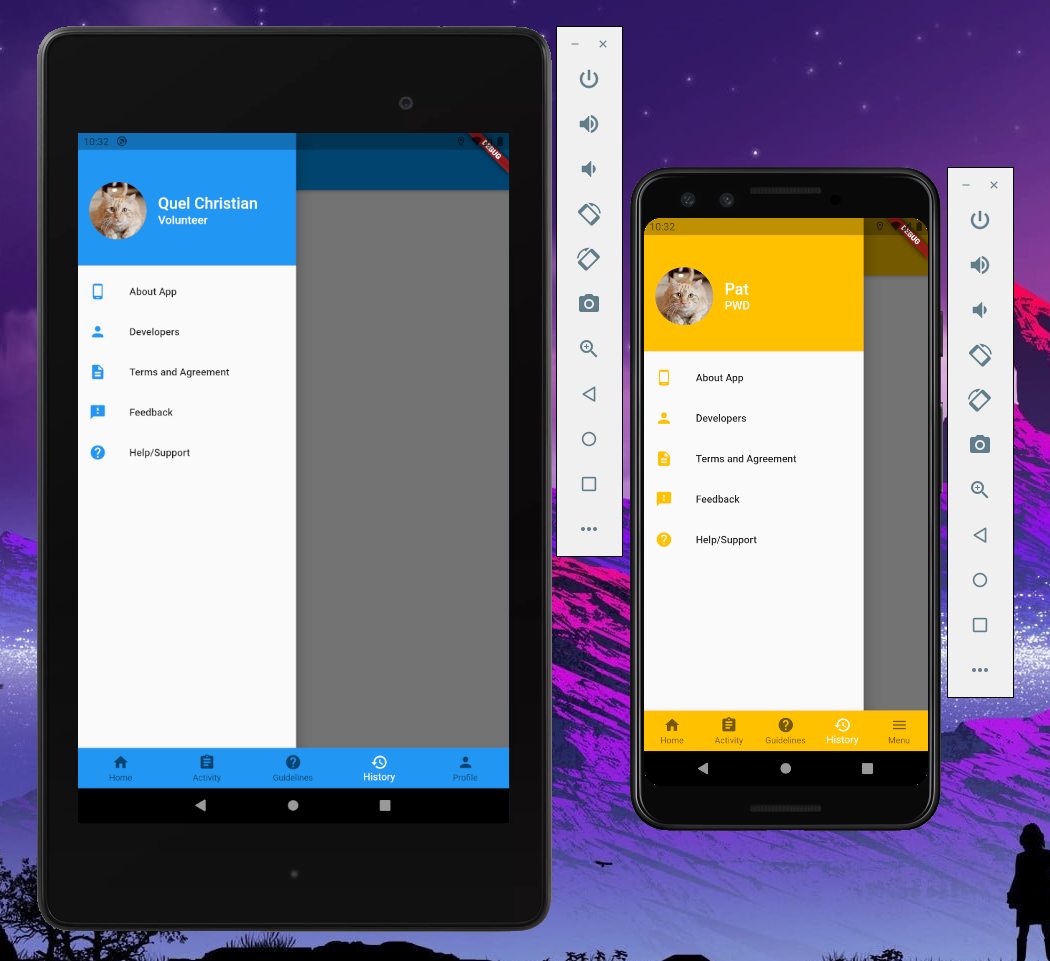 10:32
DEBUG
Quel Christian
Volunteer
About App
Developers
Terms and Agreement
Feedback
Help/Support
Home
Activity
Guidelines
History
Profile
10:32
DEBUG
Pat
PWD
About App
Developers
Terms and Agreement
Feedback
Help/Support
Home
Activity
Guidelines
History
Menu